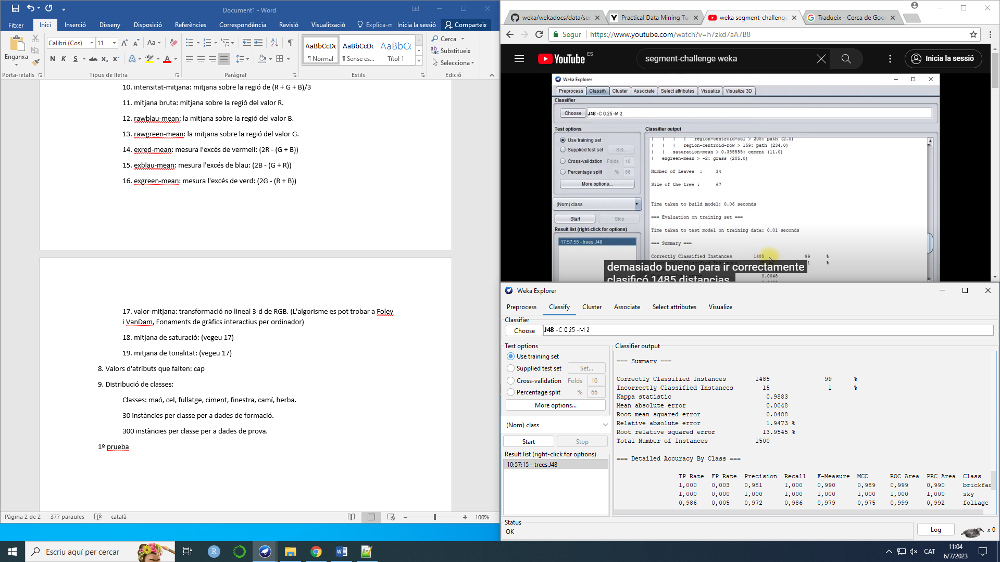 Document1 - Word
Fitxer
Inici
Inserció
Disseny
Disposició
Referències
Correspondència
Revisió
Visualització
Explica-m
Inicia la sessió
Comparteix
Enganxa
Calibri (Cos)
11
Aa
N K S abc x₂ x²
AaBbCcDc
¶ Normal
AaBbCcDc
¶ Sense es...
AaBbCc
Títol 1
Cerca
Substitueix
Selecciona
Porta-retalls
Tipus de lletra
Paràgraf
Estils
Edició
10. intensitat-mitjana: mitjana sobre la regió de (R + G + B)/3
11. mitjana bruta: mitjana sobre la regió del valor R.
12. rawblau-mean: la mitjana sobre la regió del valor B.
13. rawgreen-mean: la mitjana sobre la regió del valor G.
14. exred-mean: mesura l'excés de vermell: (2R - (G + B))
15. exblau-mean: mesura l'excés de blau: (2B - (G + R))
16. exgreen-mean: mesura l'excés de verd: (2G - (R + B))
17. valor-mitjana: transformació no lineal 3-d de RGB. (L'algorisme es pot trobar a Foley
i VanDam, Fonaments de gràfics interactius per ordinador)
18. mitjana de saturació: (vegeu 17)
19. mitjana de tonalitat: (vegeu 17)
8. Valors d'atributs que falten: cap
9. Distribució de classes:
Classes: maó, cel, fullatge, ciment, finestra, camí, herba.
30 instàncies per classe per a dades de formació.
300 instàncies per classe per a dades de prova.
1º prueba
Pàgina 2 de 2
377 paraules
català
100%
weka/wekadocs/data/seg
Practical Data Mining Tu
weka segment-challenge
Tradueix - Cerca de Goo
Segur
https://www.youtube.com/watch?v=h7zkd7aA7B8
YouTube ES
segment-challenge weka
Inicia la sessió
Weka Explorer
Preprocess
Classify
Cluster
Associate
Select attributes
Visualize
Visualize 3D
Classifier
Choose
J48 -C 0.25 -M 2
Test options
Use training set
Supplied test set
Set...
Cross-validation Folds 10
Percentage split % 66
More options...
(Nom) class
Start
Stop
Result list (right-click for options)
17:57:55 - trees.J48
Classifier output
| | | | region-centroid-col > 208: path (2.0)
| | | region-centroid-row > 159: path (234.0)
| | saturation-mean > 0.385555: cement (11.0)
| exgreen-mean > -2: grass (205.0)
Number of Leaves : 34
Size of the tree : 67
Time taken to build model: 0.06 seconds
=== Evaluation on training set ===
Time taken to test model on training data: 0.01 seconds
=== Summary ===
Correctly Classified Instances 1485 99 %
1 %
0.0048
demasiado bueno para ir correctamente
clasificó 1485 distancias
Weka Explorer
Preprocess
Classify
Cluster
Associate
Select attributes
Visualize
Classifier
Choose
J48 -C 0.25 -M 2
Test options
Use training set
Supplied test set
Set...
Cross-validation Folds 10
Percentage split % 66
More options...
(Nom) class
Start
Stop
Result list (right-click for options)
10:57:15 - trees.J48
Classifier output
=== Summary ===
Correctly Classified Instances 1485 99 %
Incorrectly Classified Instances 15 1 %
Kappa statistic 0.9883
Mean absolute error 0.0048
Root mean squared error 0.0488
Relative absolute error 1.9473 %
Root relative squared error 13.9545 %
Total Number of Instances 1500
=== Detailed Accuracy By Class ===
TP Rate FP Rate Precision Recall F-Measure MCC ROC Area PRC Area Class
1,000 0,003 0,981 1,000 0,990 0,989 0,999 0,990 brickfac
1,000 0,000 1,000 1,000 1,000 1,000 1,000 1,000 sky
0,986 0,005 0,972 0,986 0,979 0,975 0,999 0,992 foliage
Status
OK
Log
x 0
Escriu aquí per cercar
CAT
11:04
6/7/2023